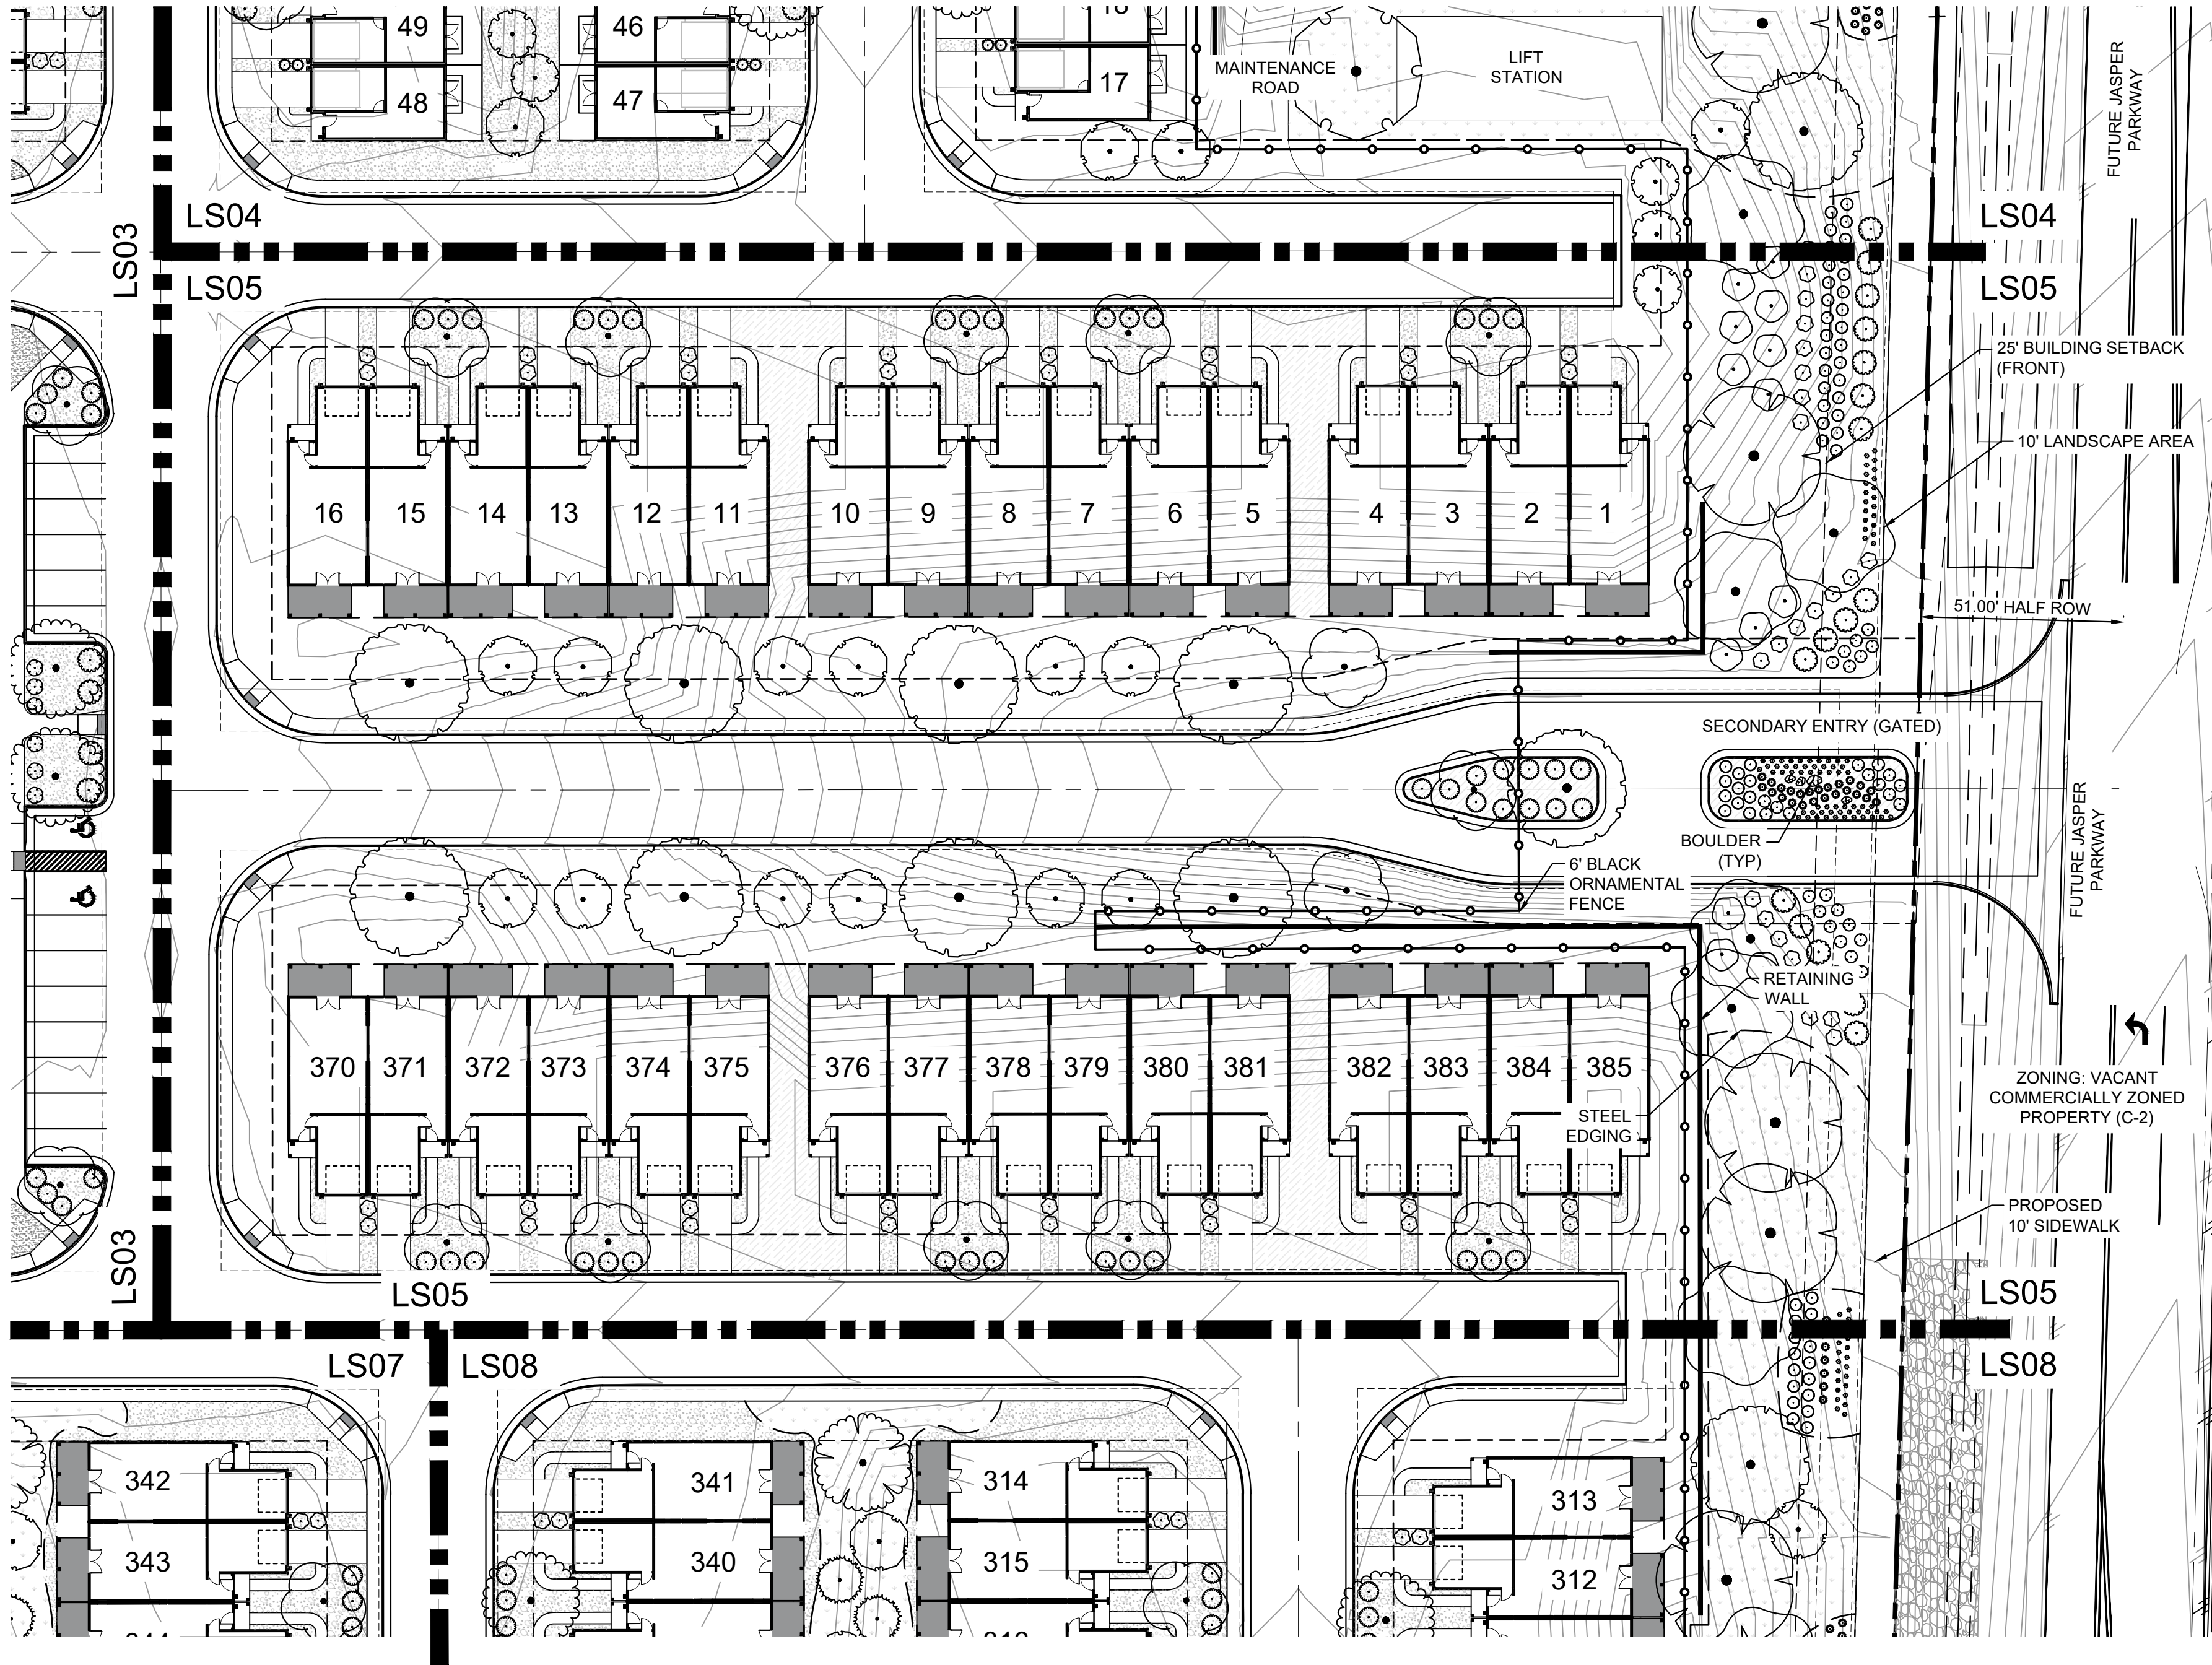 49
46
48
47
17
MAINTENANCE
ROAD
LIFT
STATION
FUTURE JASPER
PARKWAY
LS03
LS04
LS04
LS05
LS05
25' BUILDING SETBACK
(FRONT)
10' LANDSCAPE AREA
16
15
14
13
12
11
10
9
8
7
6
5
4
3
2
1
51.00' HALF ROW
SECONDARY ENTRY (GATED)
BOULDER
(TYP)
FUTURE JASPER
PARKWAY
6' BLACK
ORNAMENTAL
FENCE
RETAINING
WALL
370
371
372
373
374
375
376
377
378
379
380
381
382
383
384
385
STEEL
EDGING
ZONING: VACANT
COMMERCIALLY ZONED
PROPERTY (C-2)
PROPOSED
10' SIDEWALK
LS03
LS05
LS05
LS07
LS08
LS08
342
341
314
313
343
340
315
312